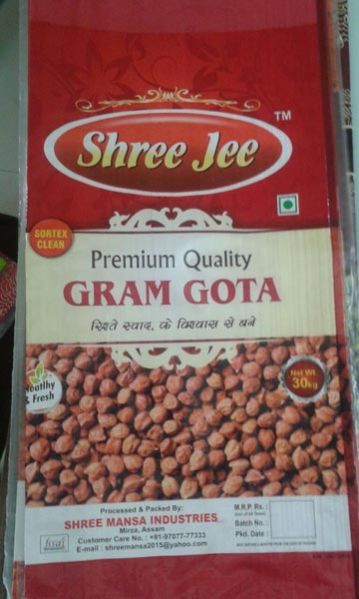 Shree Jee TM
SORTEX
CLEAN
Premium Quality
GRAM GOTA
रिश्ते स्वाद, के विश्वास से बने
Healthy
& Fresh
Net Wt.
30kg
Processed & Packed By:
SHREE MANSA INDUSTRIES
Mirza, Assam
Customer Care No.: +91-97077-77333
E-mail : shreemansa2015@yahoo.com
fssai
M.R.P. Rs. :
Batch No. :
Pkd. Date :